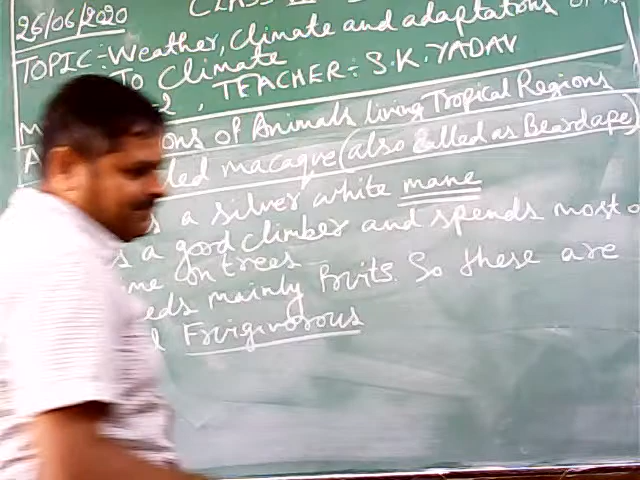 26/06/2020 CLASS
TOPIC:- Weather, Climate and adaptations of
To Climate
, TEACHER:- S.K. YADAV
ons of Animals living Tropical Regions
led macaque (also called as Beardape)
s a silver white mane
s a good climber and spends most o
me on trees
eds mainly Fruits. So these are
Frugivorous